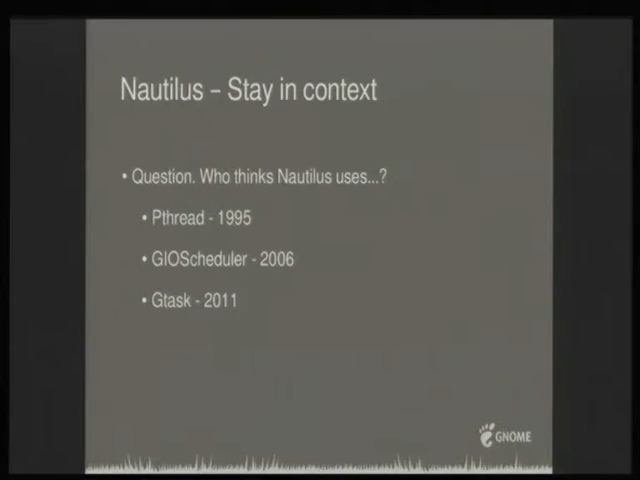 Nautilus – Stay in context
• Question. Who thinks Nautilus uses...?
• Pthread - 1995
• GIOScheduler - 2006
• Gtask - 2011
GNOME